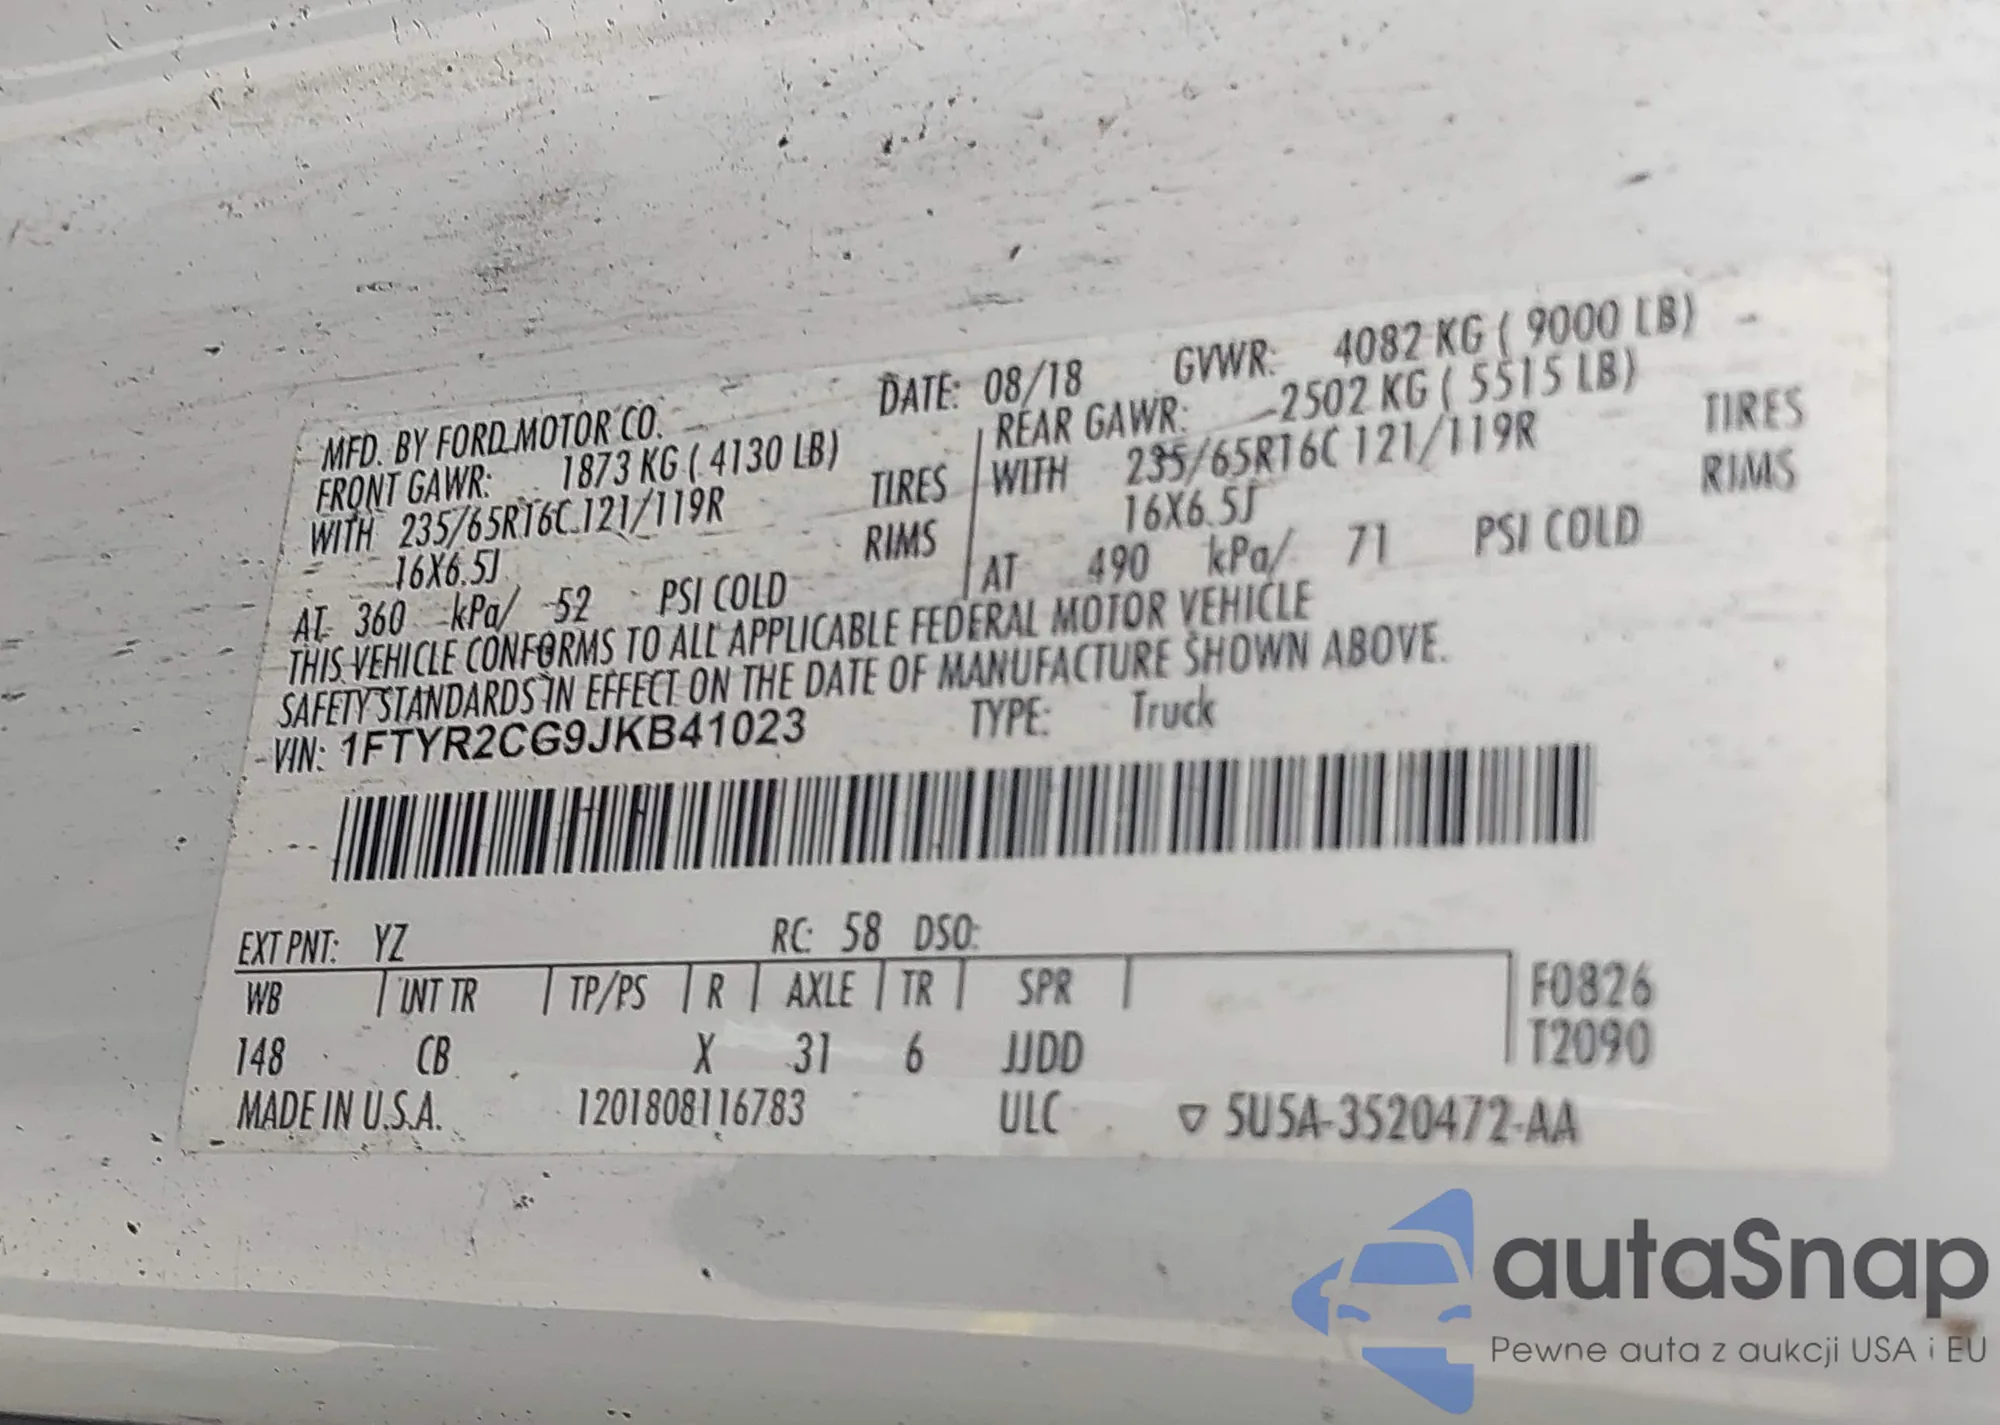 MFD. BY FORD MOTOR CO. DATE: 08/18 GVWR: 4082 KG ( 9000 LB)
FRONT GAWR: 1873 KG ( 4130 LB) REAR GAWR: 2502 KG ( 5515 LB)
WITH 235/65R16C 121/119R TIRES WITH 235/65R16C 121/119R TIRES
16X6.5J RIMS 16X6.5J RIMS
AT 360 kPa/ 52 PSI COLD AT 490 kPa/ 71 PSI COLD
THIS VEHICLE CONFORMS TO ALL APPLICABLE FEDERAL MOTOR VEHICLE
SAFETY STANDARDS IN EFFECT ON THE DATE OF MANUFACTURE SHOWN ABOVE.
VIN: 1FTYR2CG9JKB41023 TYPE: Truck
EXT PNT: YZ RC: 58 DSO:
WB INT TR TP/PS R AXLE TR SPR F0826
148 CB X 31 6 JJDD T2090
MADE IN U.S.A. 1201808116783 ULC ▽ 5U5A-3520472-AA
autaSnap
Pewne auta z aukcji USA i EU